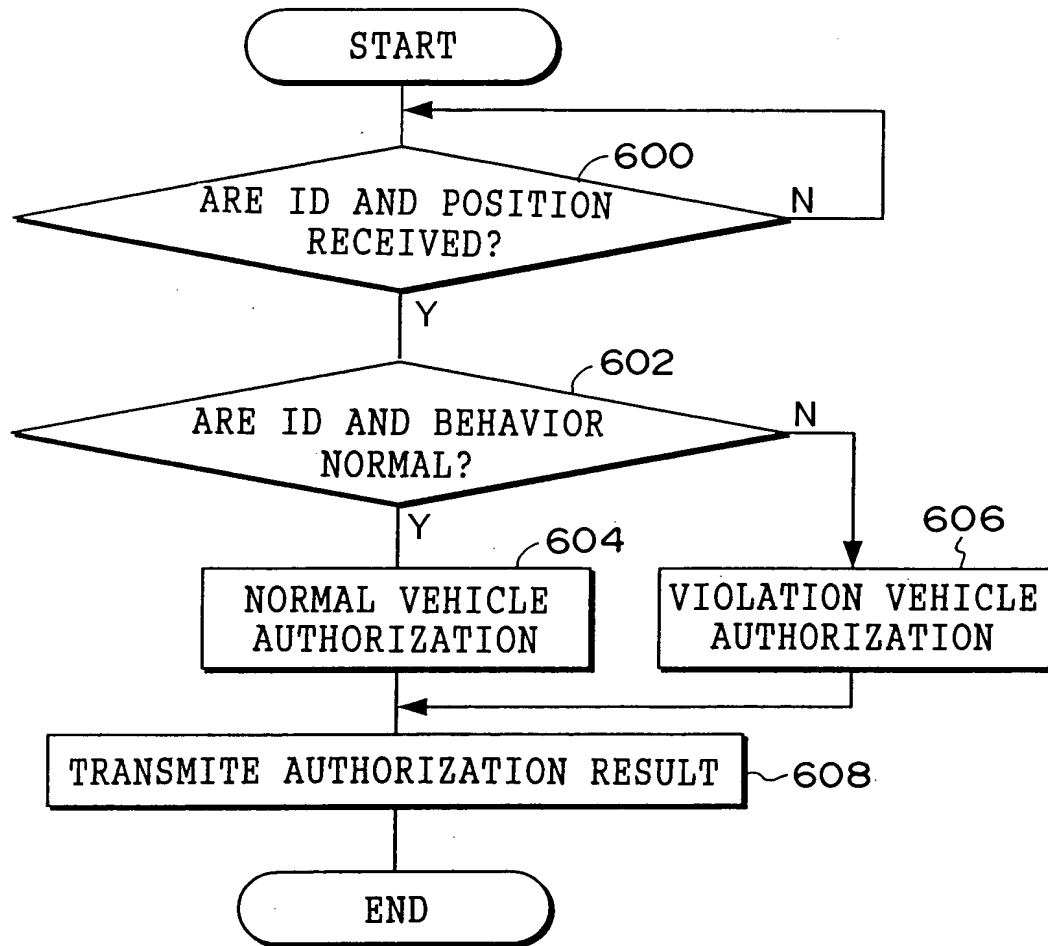 START
600
ARE ID AND POSITION
RECEIVED?
N
Y
602
ARE ID AND BEHAVIOR
NORMAL?
N
Y
604
NORMAL VEHICLE
AUTHORIZATION
606
VIOLATION VEHICLE
AUTHORIZATION
TRANSMITE AUTHORIZATION RESULT
608
END